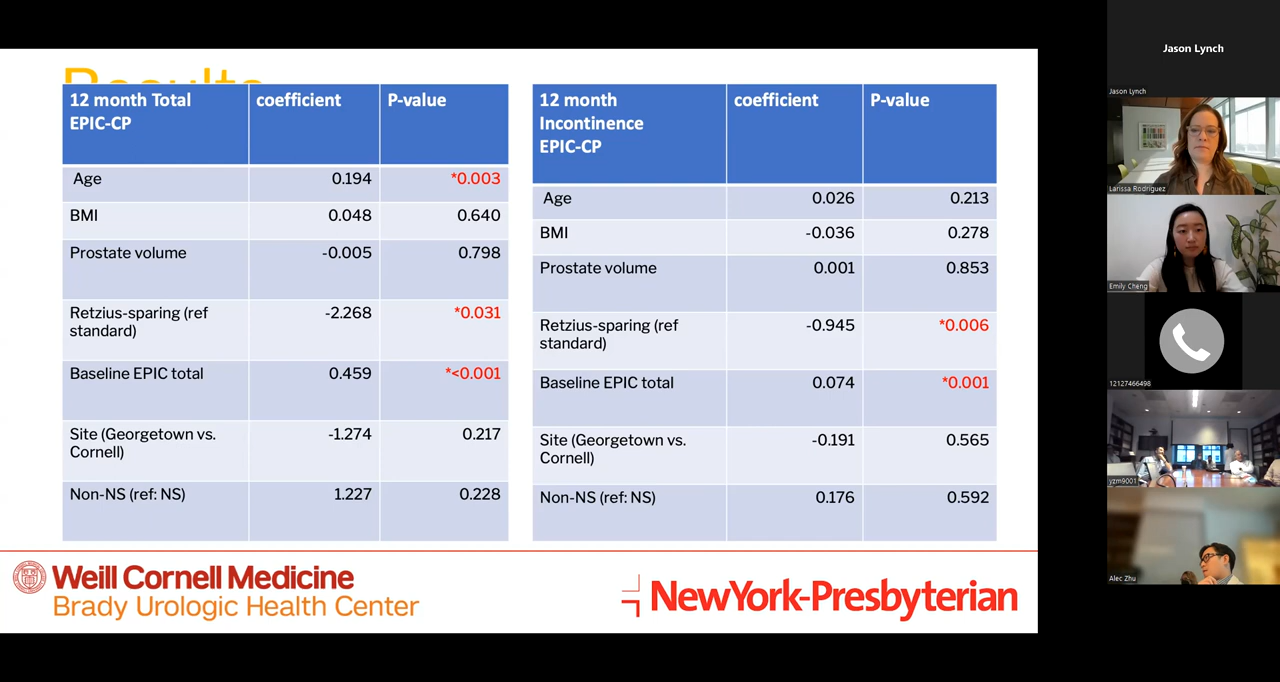 Results
12 month Total
EPIC-CP
coefficient
P-value
Age
0.194
*0.003
BMI
0.048
0.640
Prostate volume
-0.005
0.798
Retzius-sparing (ref
standard)
-2.268
*0.031
Baseline EPIC total
0.459
*<0.001
Site (Georgetown vs.
Cornell)
-1.274
0.217
Non-NS (ref: NS)
1.227
0.228
12 month
Incontinence
EPIC-CP
coefficient
P-value
Age
0.026
0.213
BMI
-0.036
0.278
Prostate volume
0.001
0.853
Retzius-sparing (ref
standard)
-0.945
*0.006
Baseline EPIC total
0.074
*0.001
Site (Georgetown vs.
Cornell)
-0.191
0.565
Non-NS (ref: NS)
0.176
0.592
Weill Cornell Medicine
Brady Urologic Health Center
NewYork-Presbyterian
Jason Lynch
Jason Lynch
Larissa Rodriguez
Emily Cheng
12127466498
yzm9001
Alec Zhu